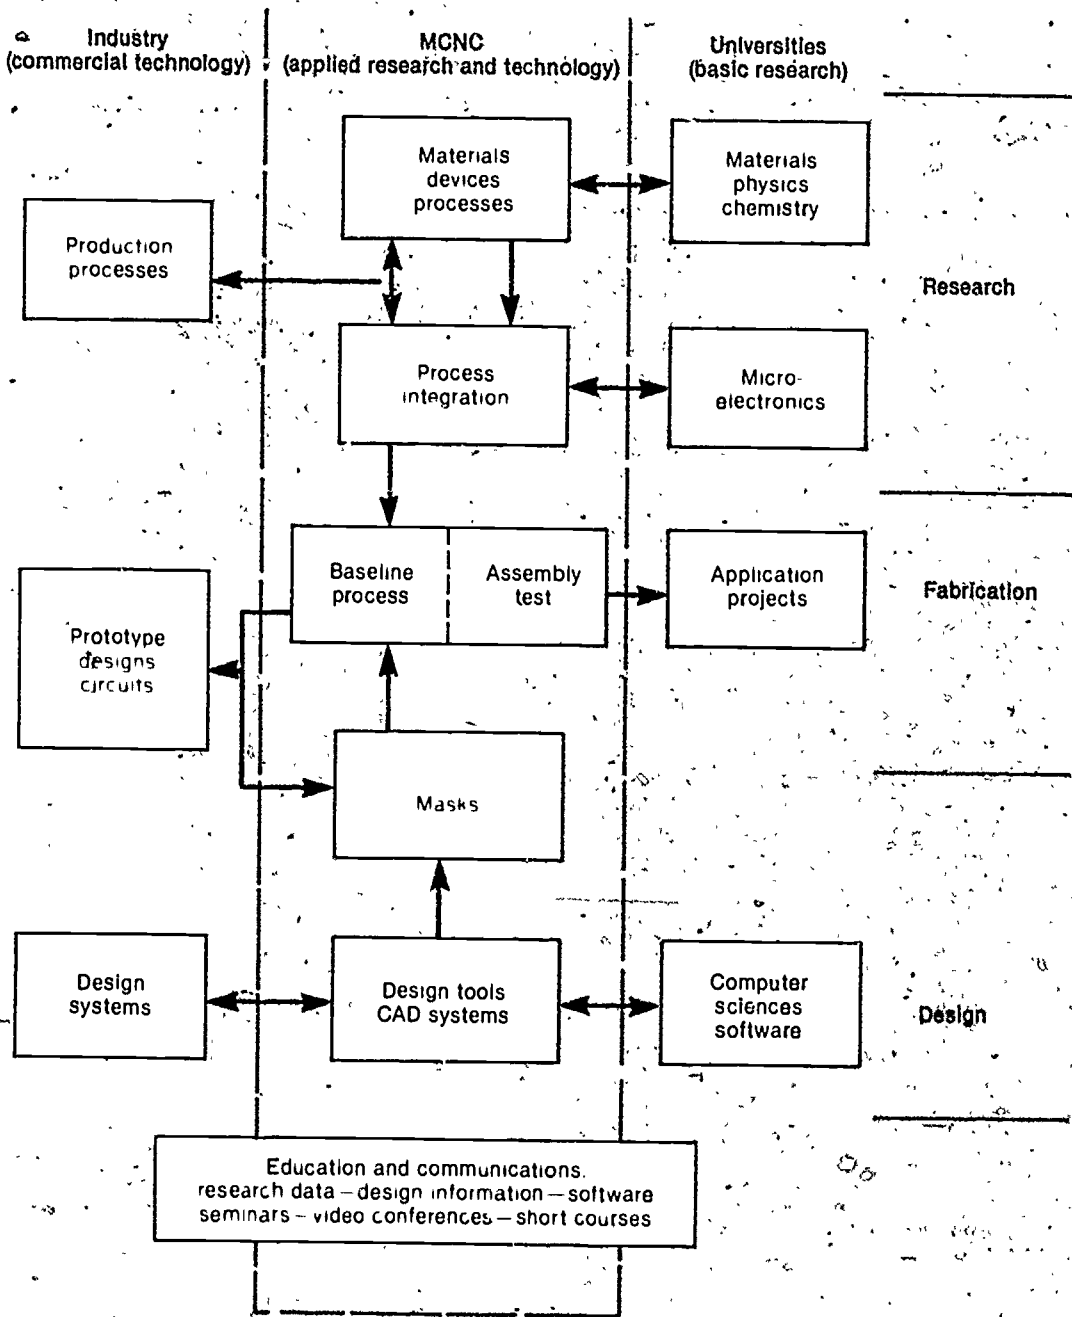 Industry
(commercial technology)
MCNC
(applied research and technology)
Universities
(basic research)
Materials
devices
processes
Materials
physics
chemistry
Production
processes
Research
Process
integration
Micro-
electronics
Baseline
process
Assembly
test
Application
projects
Fabrication
Prototype
designs
circuits
Masks
Design
systems
Design tools
CAD systems
Computer
sciences
software
Design
Education and communications.
research data – design information – software
seminars – video conferences – short courses